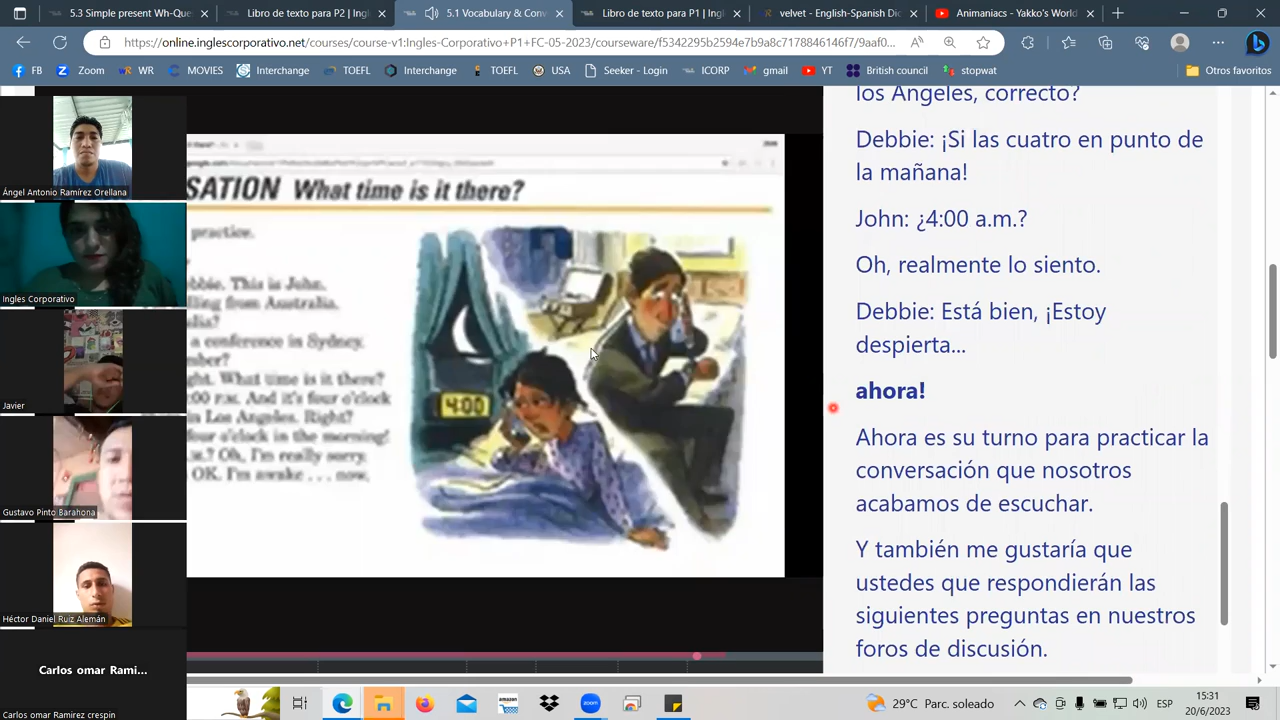 5.3 Simple present Wh-Que
Libro de texto para P2 | Ingl
5.1 Vocabulary & Conv
Libro de texto para P1 | Ingl
velvet - English-Spanish Dic
Animaniacs - Yakko's World
https://online.inglescorporativo.net/courses/course-v1:Ingles-Corporativo+P1+FC-05-2023/courseware/f5342295b2594e7b9a8c7178846146f7/9aaf0...
FB
Zoom
WR
MOVIES
Interchange
TOEFL
Interchange
TOEFL
USA
Seeker - Login
ICORP
gmail
YT
British council
stopwat
Otros favoritos
Ángel Antonio Ramírez Orellana
Ingles Corporativo
Javier
Gustavo Pinto Barahona
Héctor Daniel Ruiz Alemán
Carlos omar Rami...
Carlos omar Ramirez crespin
SATION What time is it there?
practice.
bbie. This is John.
lling from Australia.
alia?
a conference in Sydney.
mber?
ght. What time is it there?
:00 P.M. And it's four o'clock
in Los Angeles. Right?
four o'clock in the morning!
A.M.? Oh, I'm really sorry.
OK. I'm awake . . . now.
4:00
los Angeles, correcto?
Debbie: ¡Si las cuatro en punto de
la mañana!
John: ¿4:00 a.m.?
Oh, realmente lo siento.
Debbie: Está bien, ¡Estoy
despierta...
ahora!
Ahora es su turno para practicar la
conversación que nosotros
acabamos de escuchar.
Y también me gustaría que
ustedes que respondierán las
siguientes preguntas en nuestros
foros de discusión.
amazon
zoom
29°C Parc. soleado
ESP
15:31
20/6/2023